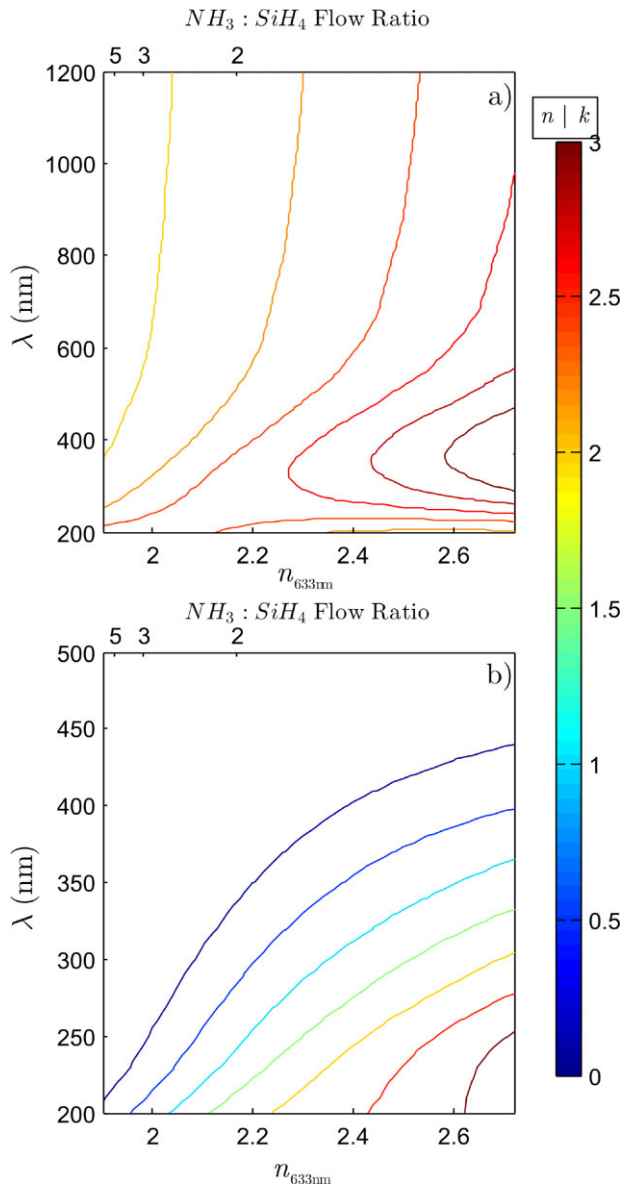 NH₃ : SiH₄ Flow Ratio
5 3 2
1200
a)
n | k
3
1000
800
2.5
λ (nm)
600
400
2
200
2 2.2 2.4 2.6
n₆₃₃ₙₘ
NH₃ : SiH₄ Flow Ratio
1.5
5 3 2
500
b)
450
1
400
350
λ (nm)
300
0.5
250
200
0
2 2.2 2.4 2.6
n₆₃₃ₙₘ